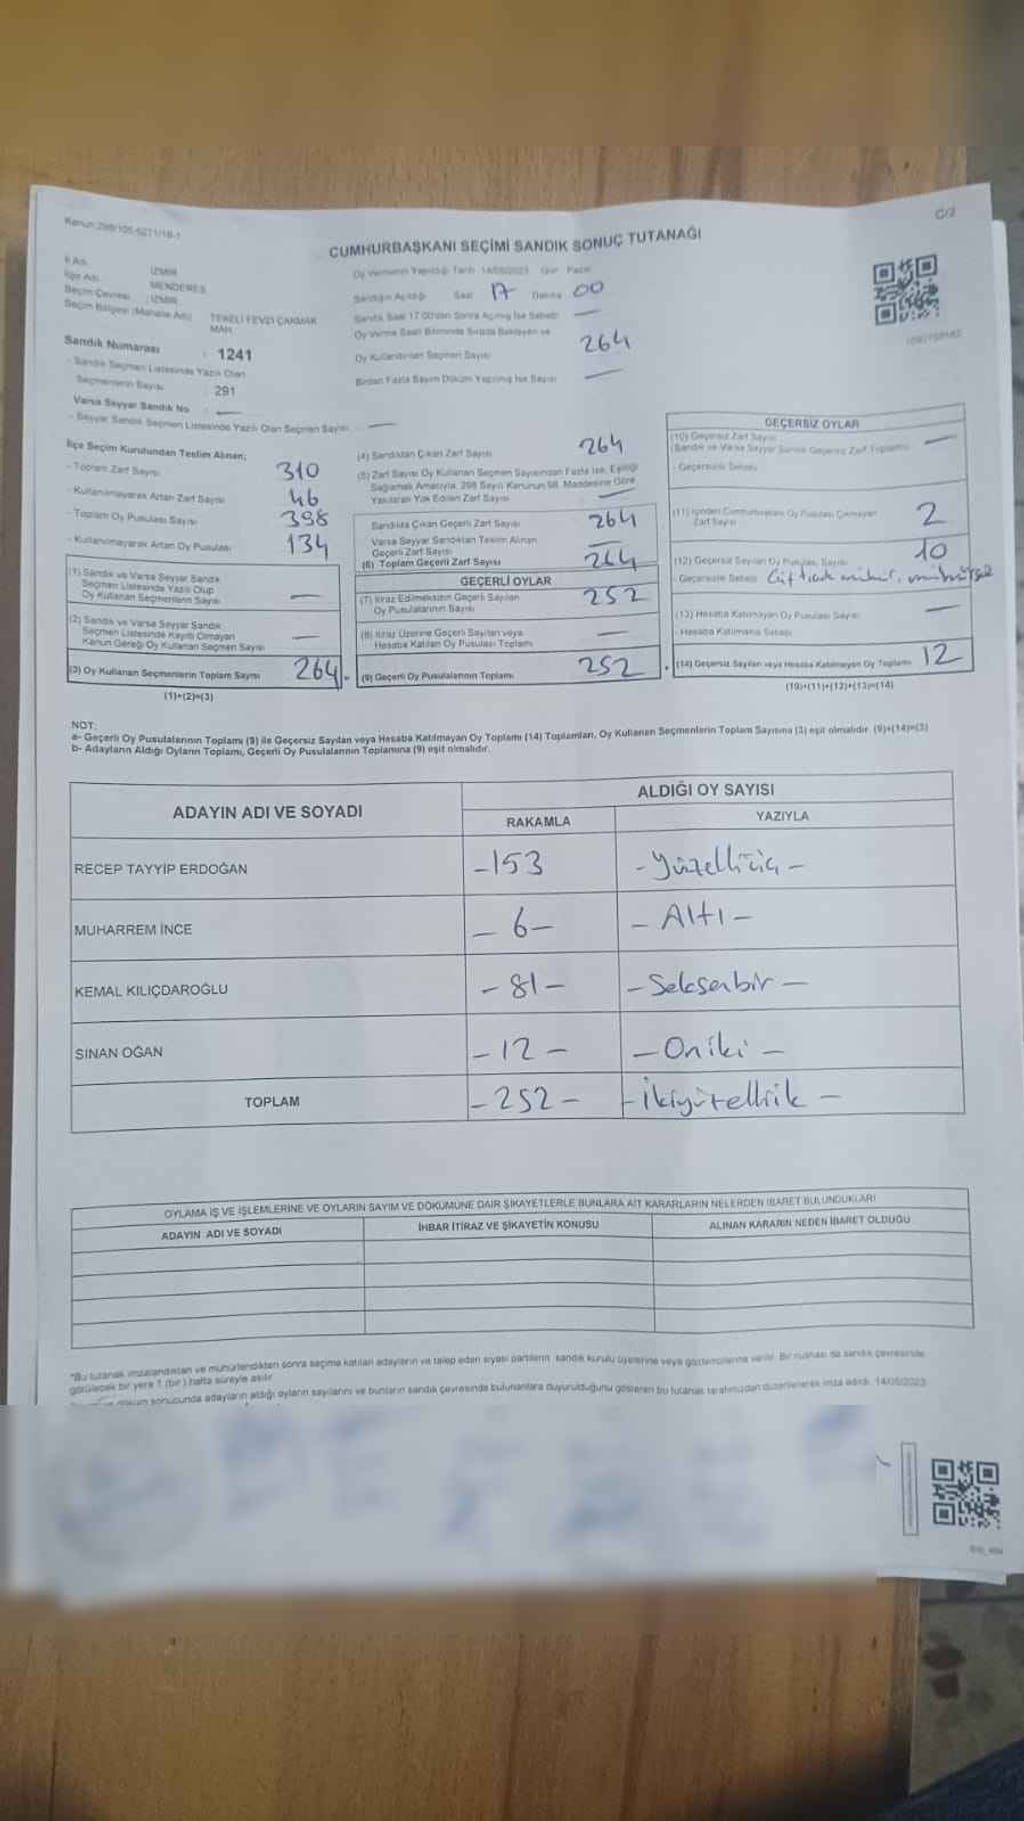 C/2
CUMHURBAŞKANI SEÇİMİ SANDIK SONUÇ TUTANAĞI
İl Adı : İZMİR
İlçe Adı : MENDERES
Seçim Çevresi : İZMİR
Seçim Bölgesi (Mahalle Adı) : TEKELİ FEVZİ ÇAKMAK MAH.
Sandık Numarası : 1241
- Sandık Seçmen Listesinde Yazılı Olan
Seçmenlerin Sayısı : 291
Varsa Seyyar Sandık No : —
- Seyyar Sandık Seçmen Listesinde Yazılı Olan Seçmen Sayısı —
Oy Vermenin Yapıldığı Tarih 14/05/2023 Gün Pazar
Sandığın Açıldığı Saat 17 Dakika 00
Sandık Saat 17.00'dan Sonra Açılmış İse Sebebi —
Oy Verme Saati Bitiminde Sırada Bekleyen ve
Oy Kullandırılan Seçmen Sayısı 264
Birden Fazla Sayım Döküm Yapılmış İse Sayısı —
İlçe Seçim Kurulundan Teslim Alınan;
- Toplam Zarf Sayısı 310
- Kullanılmayarak Artan Zarf Sayısı 46
- Toplam Oy Pusulası Sayısı 398
- Kullanılmayarak Artan Oy Pusulası 134
(1) Sandık ve Varsa Seyyar Sandık
Seçmen Listesinde Yazılı Olup
Oy Kullanan Seçmenlerin Sayısı —
(2) Sandık ve Varsa Seyyar Sandık
Seçmen Listesinde Kayıtlı Olmayan
Kanun Gereği Oy Kullanan Seçmen Sayısı —
(3) Oy Kullanan Seçmenlerin Toplam Sayısı 264
(1)+(2)=(3)
(4) Sandıktan Çıkan Zarf Sayısı 264
(5) Zarf Sayısı Oy Kullanan Seçmen Sayısından Fazla ise, Eşitliği
Sağlamak Amacıyla, 298 Sayılı Kanunun 98. Maddesine Göre
Yakılarak Yok Edilen Zarf Sayısı —
Sandıkta Çıkan Geçerli Zarf Sayısı 264
Varsa Seyyar Sandıktan Teslim Alınan
Geçerli Zarf Sayısı —
(6) Toplam Geçerli Zarf Sayısı 264
GEÇERLİ OYLAR
(7) İtiraz Edilmeksizin Geçerli Sayılan
Oy Pusulalarının Sayısı 252
(8) İtiraz Üzerine Geçerli Sayılan veya
Hesaba Katılan Oy Pusulası Toplamı —
(9) Geçerli Oy Pusulalarının Toplamı 252
GEÇERSİZ OYLAR
(10) Geçersiz Zarf Sayısı
(Sandık ve Varsa Seyyar Sandık Geçersiz Zarf Toplamı) —
- Geçersizlik Sebebi
(11) İçinden Cumhurbaşkanı Oy Pusulası Çıkmayan
Zarf Sayısı 2
(12) Geçersiz Sayılan Oy Pusulası Sayısı 10
- Geçersizlik Sebebi Çift mühür,
(13) Hesaba Katılmayan Oy Pusulası Sayısı —
- Hesaba Katılmama Sebebi
(14) Geçersiz Sayılan veya Hesaba Katılmayan Oy Toplamı 12
(10)+(11)+(12)+(13)=(14)
NOT:
a- Geçerli Oy Pusulalarının Toplamı (9) ile Geçersiz Sayılan veya Hesaba Katılmayan Oy Toplamı (14) Toplamları, Oy Kullanan Seçmenlerin Toplam Sayısına (3) eşit olmalıdır. (9)+(14)=(3)
b- Adayların Aldığı Oyların Toplamı, Geçerli Oy Pusulalarının Toplamına (9) eşit olmalıdır.
ADAYIN ADI VE SOYADI ALDIĞI OY SAYISI
RAKAMLA YAZIYLA
RECEP TAYYİP ERDOĞAN -153 -Yüzelliüç-
MUHARREM İNCE -6- -Altı-
KEMAL KILIÇDAROĞLU -81- -Seksenbir-
SİNAN OĞAN -12- -Oniki-
TOPLAM -252- -İkiyüzelliiki-
OYLAMA İŞ VE İŞLEMLERİNE VE OYLARIN SAYIM VE DÖKÜMÜNE DAİR ŞİKAYETLERLE BUNLARA AİT KARARLARIN NELERDEN İBARET BULUNDUKLARI
ADAYIN ADI VE SOYADI İHBAR İTİRAZ VE ŞİKAYETİN KONUSU ALINAN KARARIN NEDEN İBARET OLDUĞU
*Bu tutanak imzalandıktan ve mühürlendikten sonra seçime katılan adayların ve talep eden siyasi partilerin sandık kurulu üyelerine veya gözlemcilerine verilir. Bir nüshası da sandık çevresinde
görülecek bir yere 1 (bir) hafta süreyle asılır.
sonucunda adayların aldığı oyların sayılarını ve bunların sandık çevresinde bulunanlara duyurulduğunu gösteren bu tutanak tarafımızdan düzenlenerek imza edildi. 14/05/2023